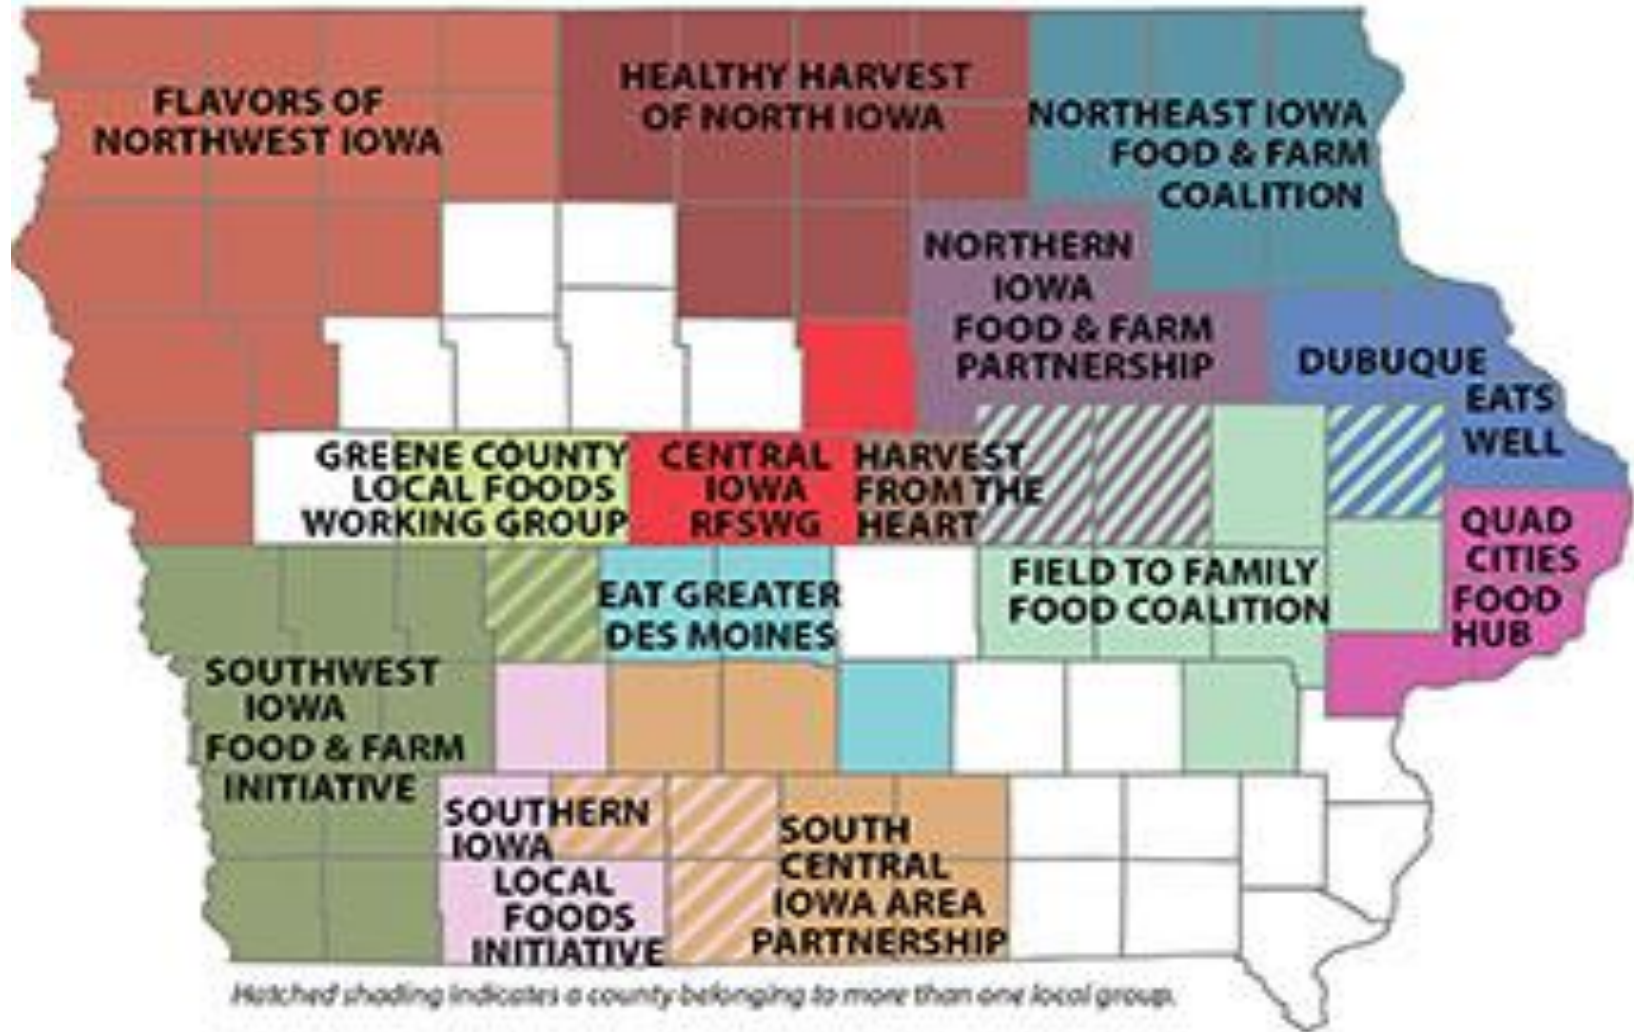 FLAVORS OF
NORTHWEST IOWA
HEALTHY HARVEST
OF NORTH IOWA
NORTHEAST IOWA
FOOD & FARM
COALITION
NORTHERN
IOWA
FOOD & FARM
PARTNERSHIP
DUBUQUE
EATS
WELL
GREENE COUNTY
LOCAL FOODS
WORKING GROUP
CENTRAL
IOWA
RFSWG
HARVEST
FROM THE
HEART
QUAD
CITIES
FOOD
HUB
EAT GREATER
DES MOINES
FIELD TO FAMILY
FOOD COALITION
SOUTHWEST
IOWA
FOOD & FARM
INITIATIVE
SOUTHERN
IOWA
LOCAL
FOODS
INITIATIVE
SOUTH
CENTRAL
IOWA AREA
PARTNERSHIP
Hatched shading indicates a county belonging to more than one local group.